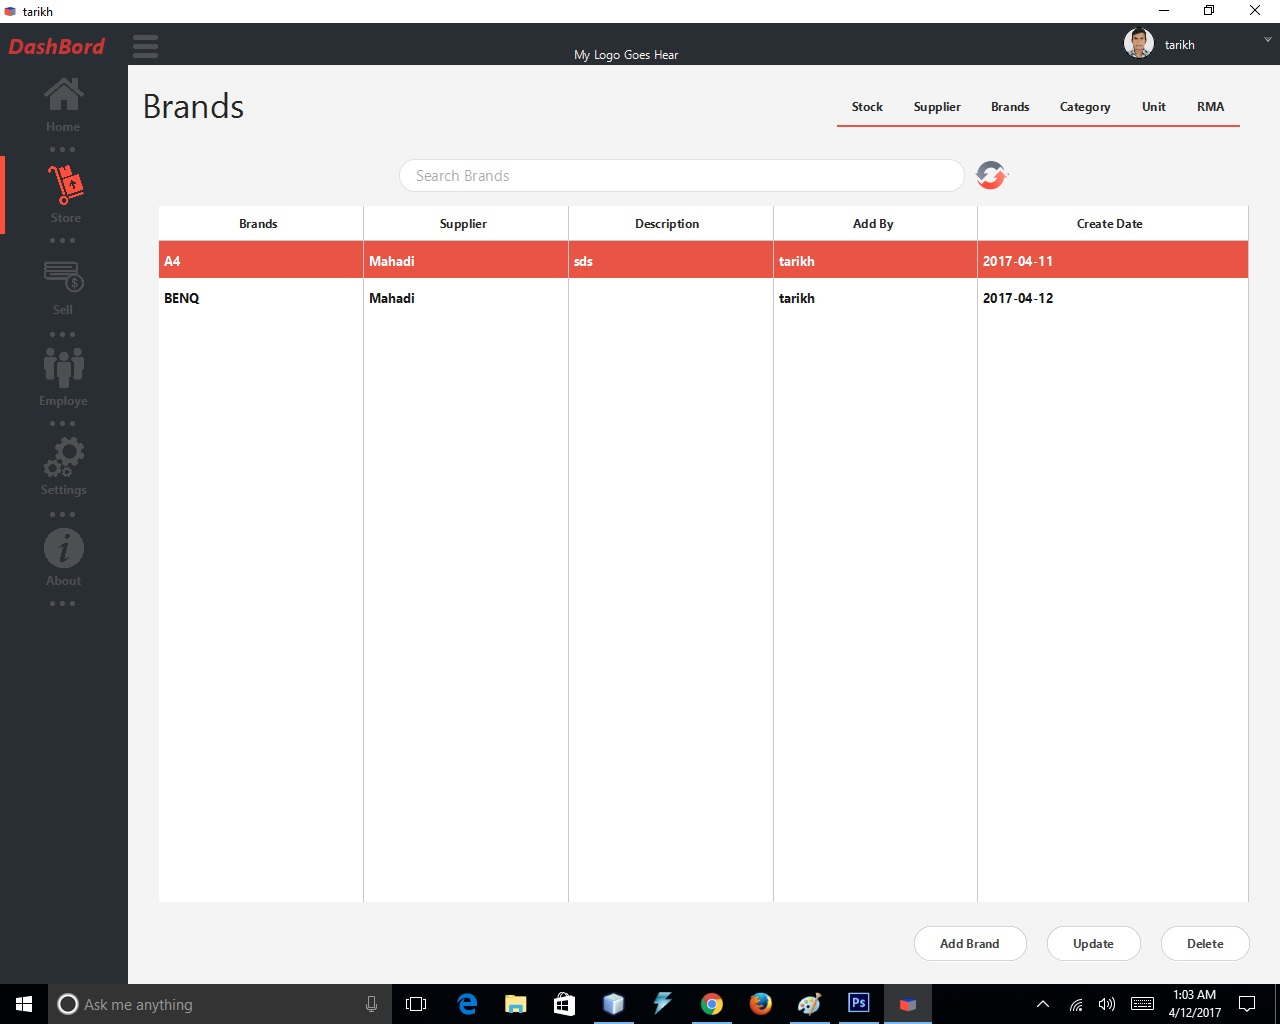 tarikh
DashBord
My Logo Goes Hear
tarikh
Home
Store
Sell
Employe
Settings
About
Brands
Stock Supplier Brands Category Unit RMA
Search Brands
Brands Supplier Description Add By Create Date
A4 Mahadi sds tarikh 2017-04-11
BENQ Mahadi tarikh 2017-04-12
Add Brand Update Delete
Ask me anything
Ps
1:03 AM
4/12/2017